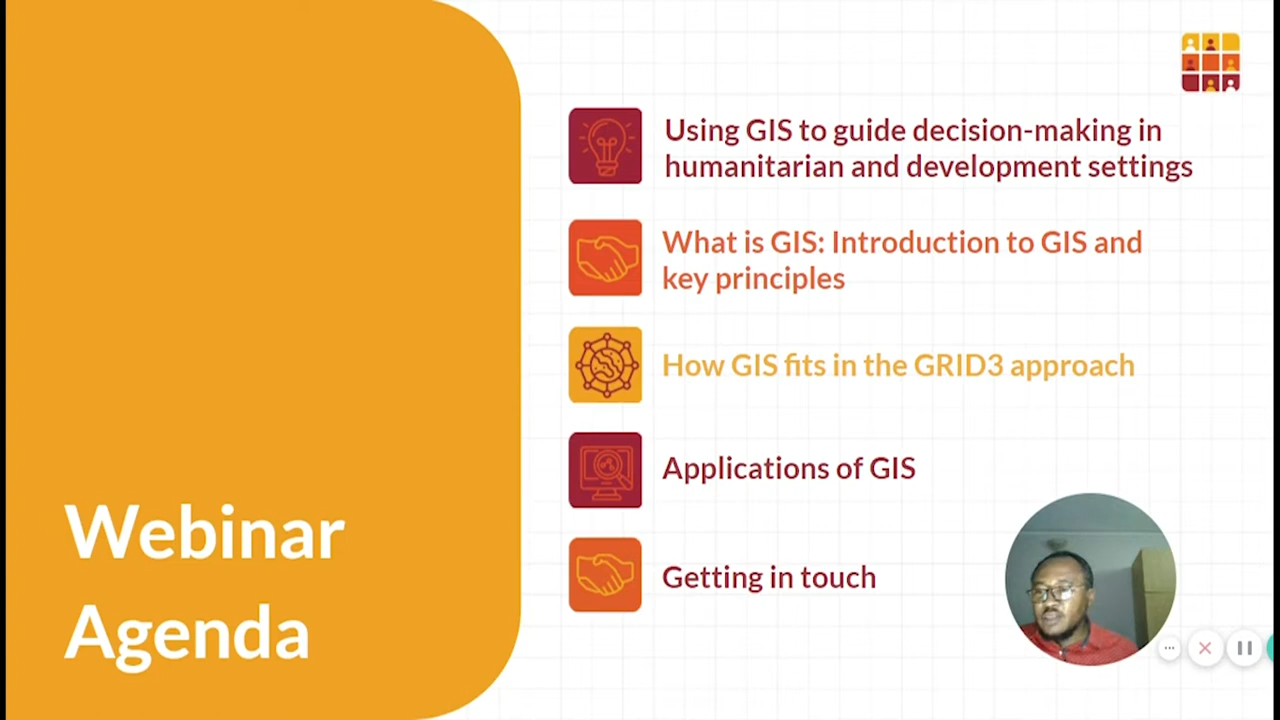 Using GIS to guide decision-making in
humanitarian and development settings
What is GIS: Introduction to GIS and
key principles
How GIS fits in the GRID3 approach
Applications of GIS
Getting in touch
Webinar
Agenda